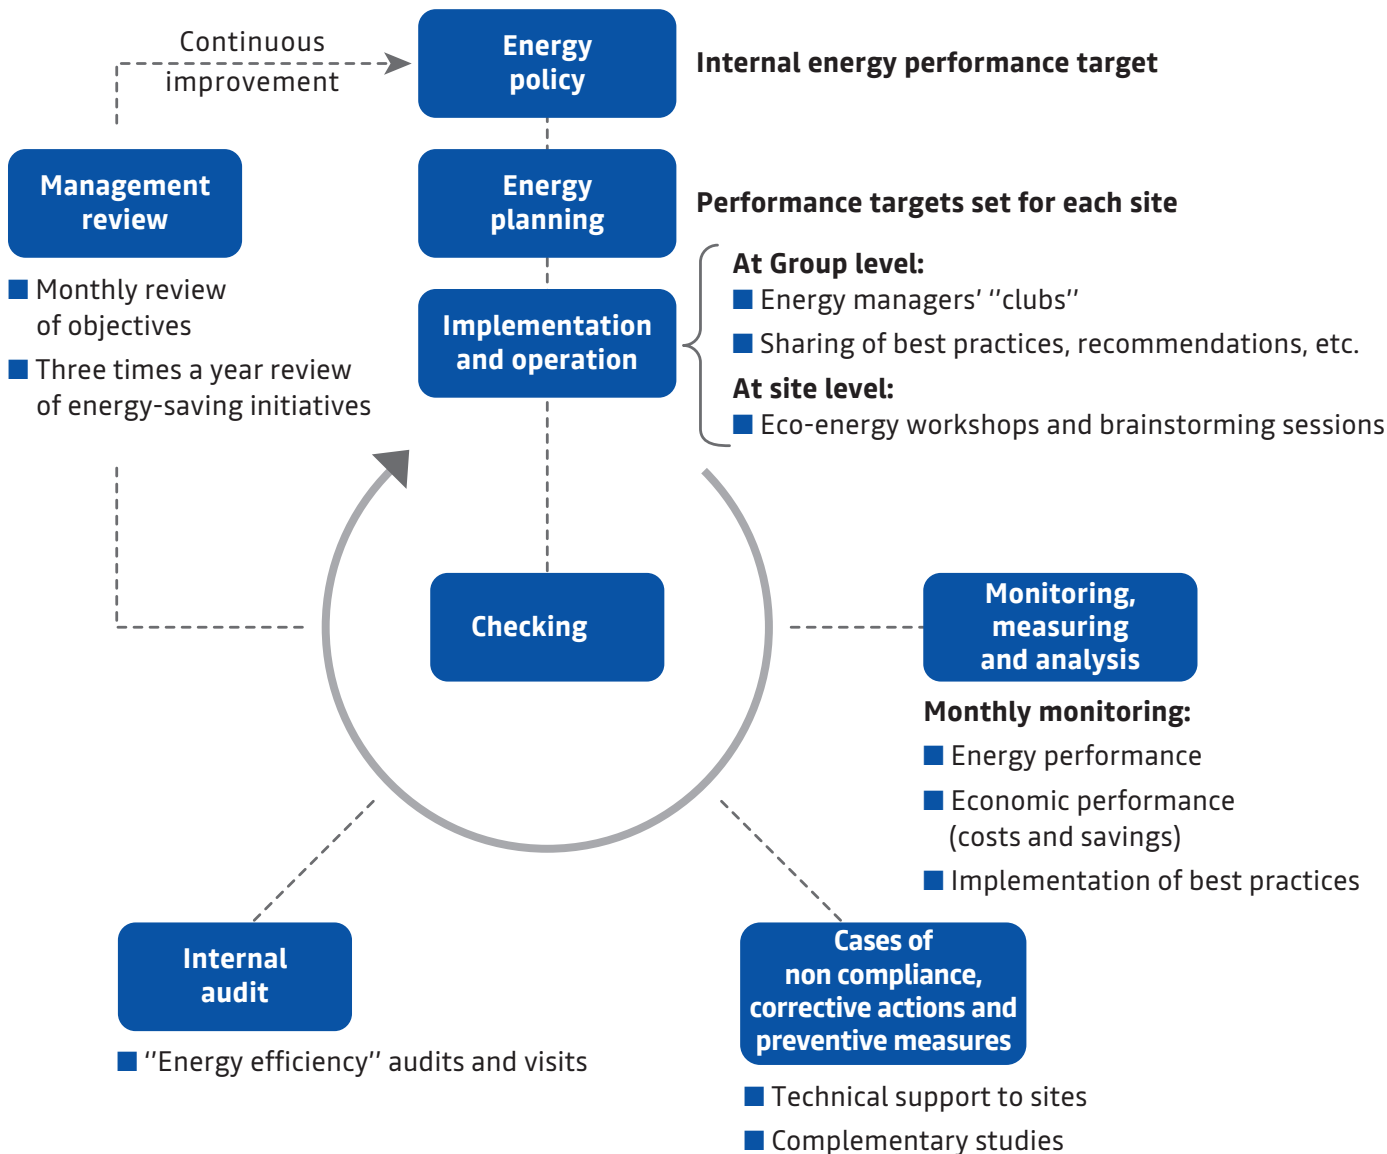 Continuous
improvement
Energy
policy
Internal energy performance target
Management
review
Energy
planning
Performance targets set for each site
■ Monthly review
of objectives
■ Three times a year review
of energy-saving initiatives
Implementation
and operation
At Group level:
■ Energy managers’ “clubs”
■ Sharing of best practices, recommendations, etc.
At site level:
■ Eco-energy workshops and brainstorming sessions
Checking
Monitoring,
measuring
and analysis
Monthly monitoring:
■ Energy performance
■ Economic performance
(costs and savings)
■ Implementation of best practices
Internal
audit
■ “Energy efficiency” audits and visits
Cases of
non compliance,
corrective actions and
preventive measures
■ Technical support to sites
■ Complementary studies